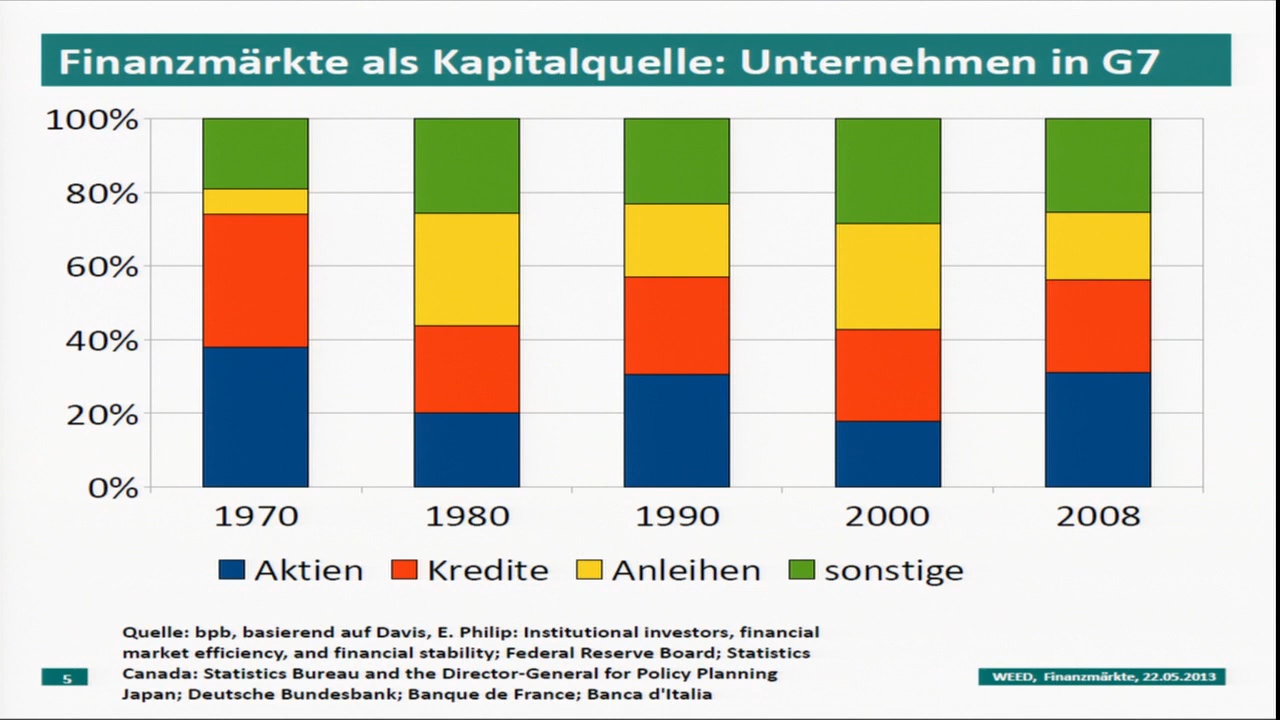 Finanzmärkte als Kapitalquelle: Unternehmen in G7
100%
80%
60%
40%
20%
0%
1970 1980 1990 2000 2008
Aktien Kredite Anleihen sonstige
Quelle: bpb, basierend auf Davis, E. Philip: Institutional investors, financial
market efficiency, and financial stability; Federal Reserve Board; Statistics
Canada: Statistics Bureau and the Director-General for Policy Planning
Japan; Deutsche Bundesbank; Banque de France; Banca d'Italia
5
WEED, Finanzmärkte, 22.05.2013